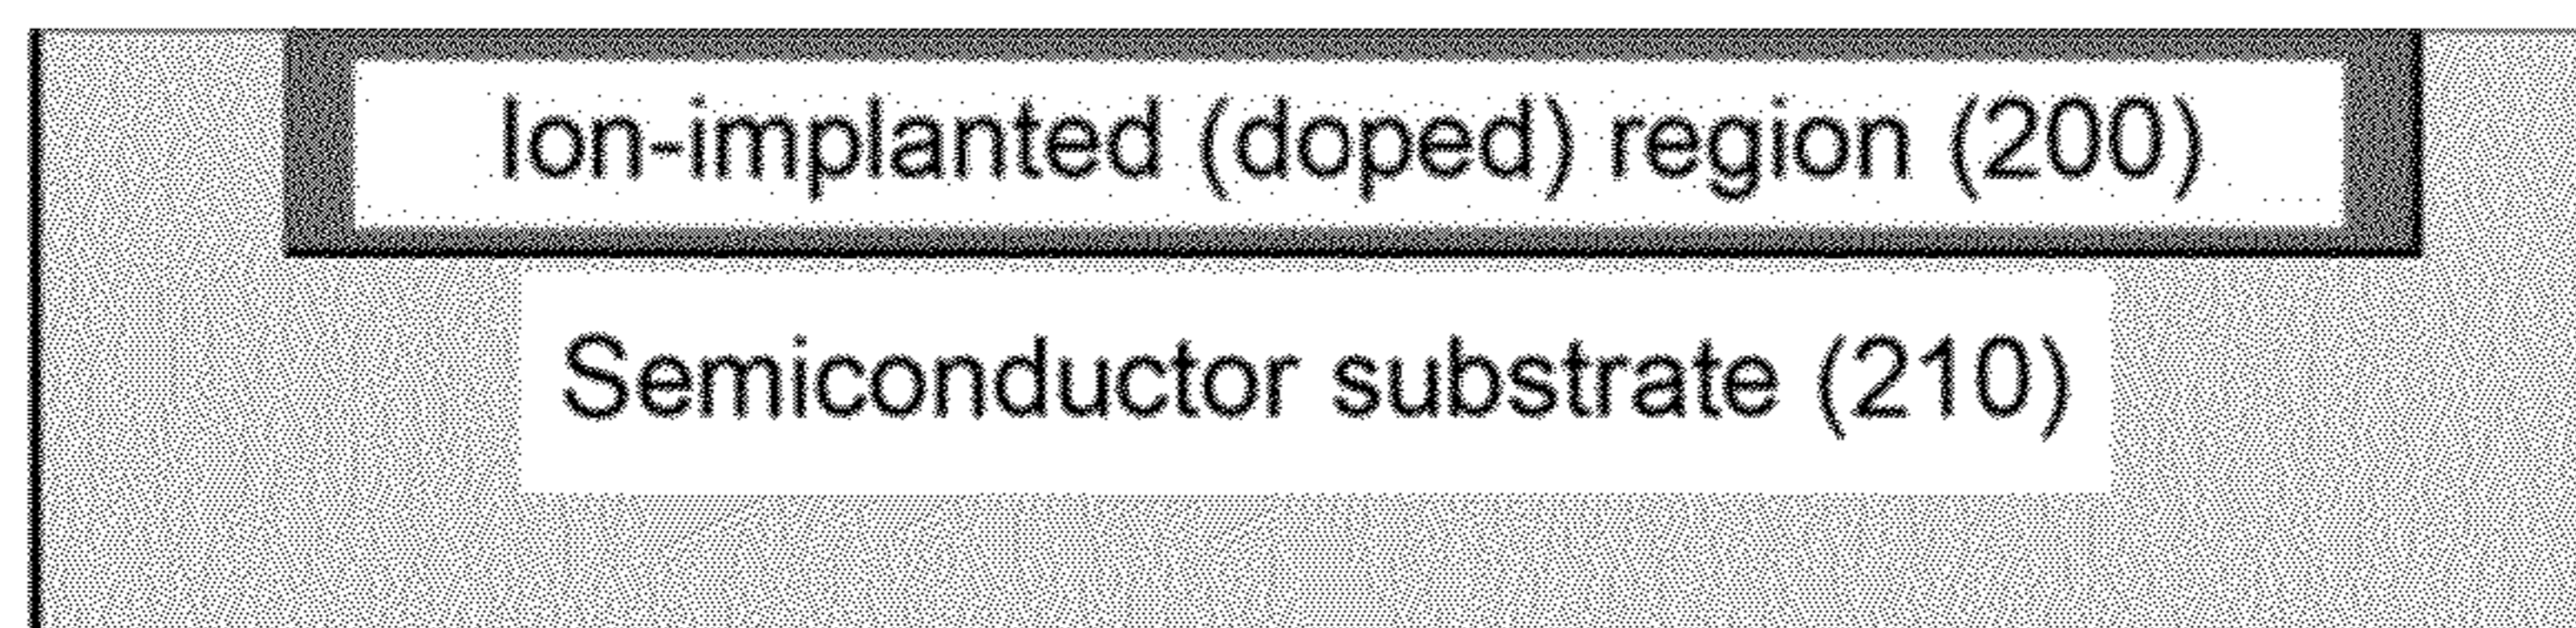 Ion-implanted (doped) region (200)
Semiconductor substrate (210)